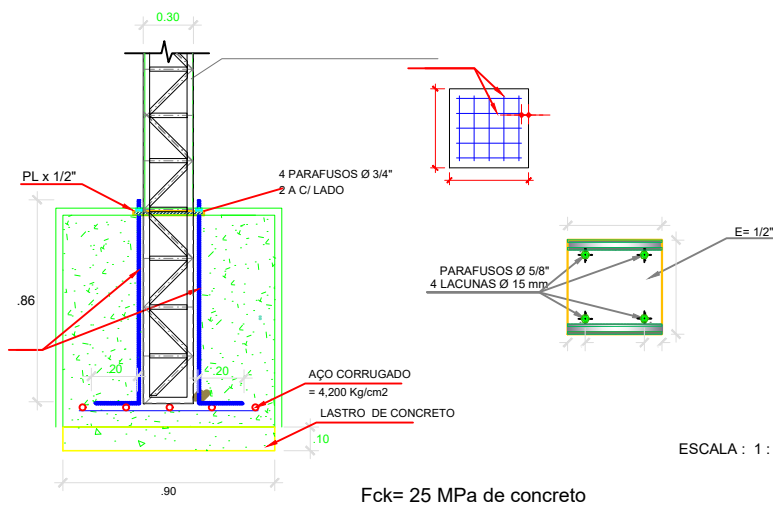 0.30
PL x 1/2"
4 PARAFUSOS Ø 3/4"
2 A C/ LADO
E= 1/2"
PARAFUSOS Ø 5/8"
4 LACUNAS Ø 15 mm
.86
.20
.20
AÇO CORRUGADO
= 4,200 Kg/cm2
LASTRO DE CONCRETO
.10
ESCALA : 1 :
.90
Fck= 25 MPa de concreto